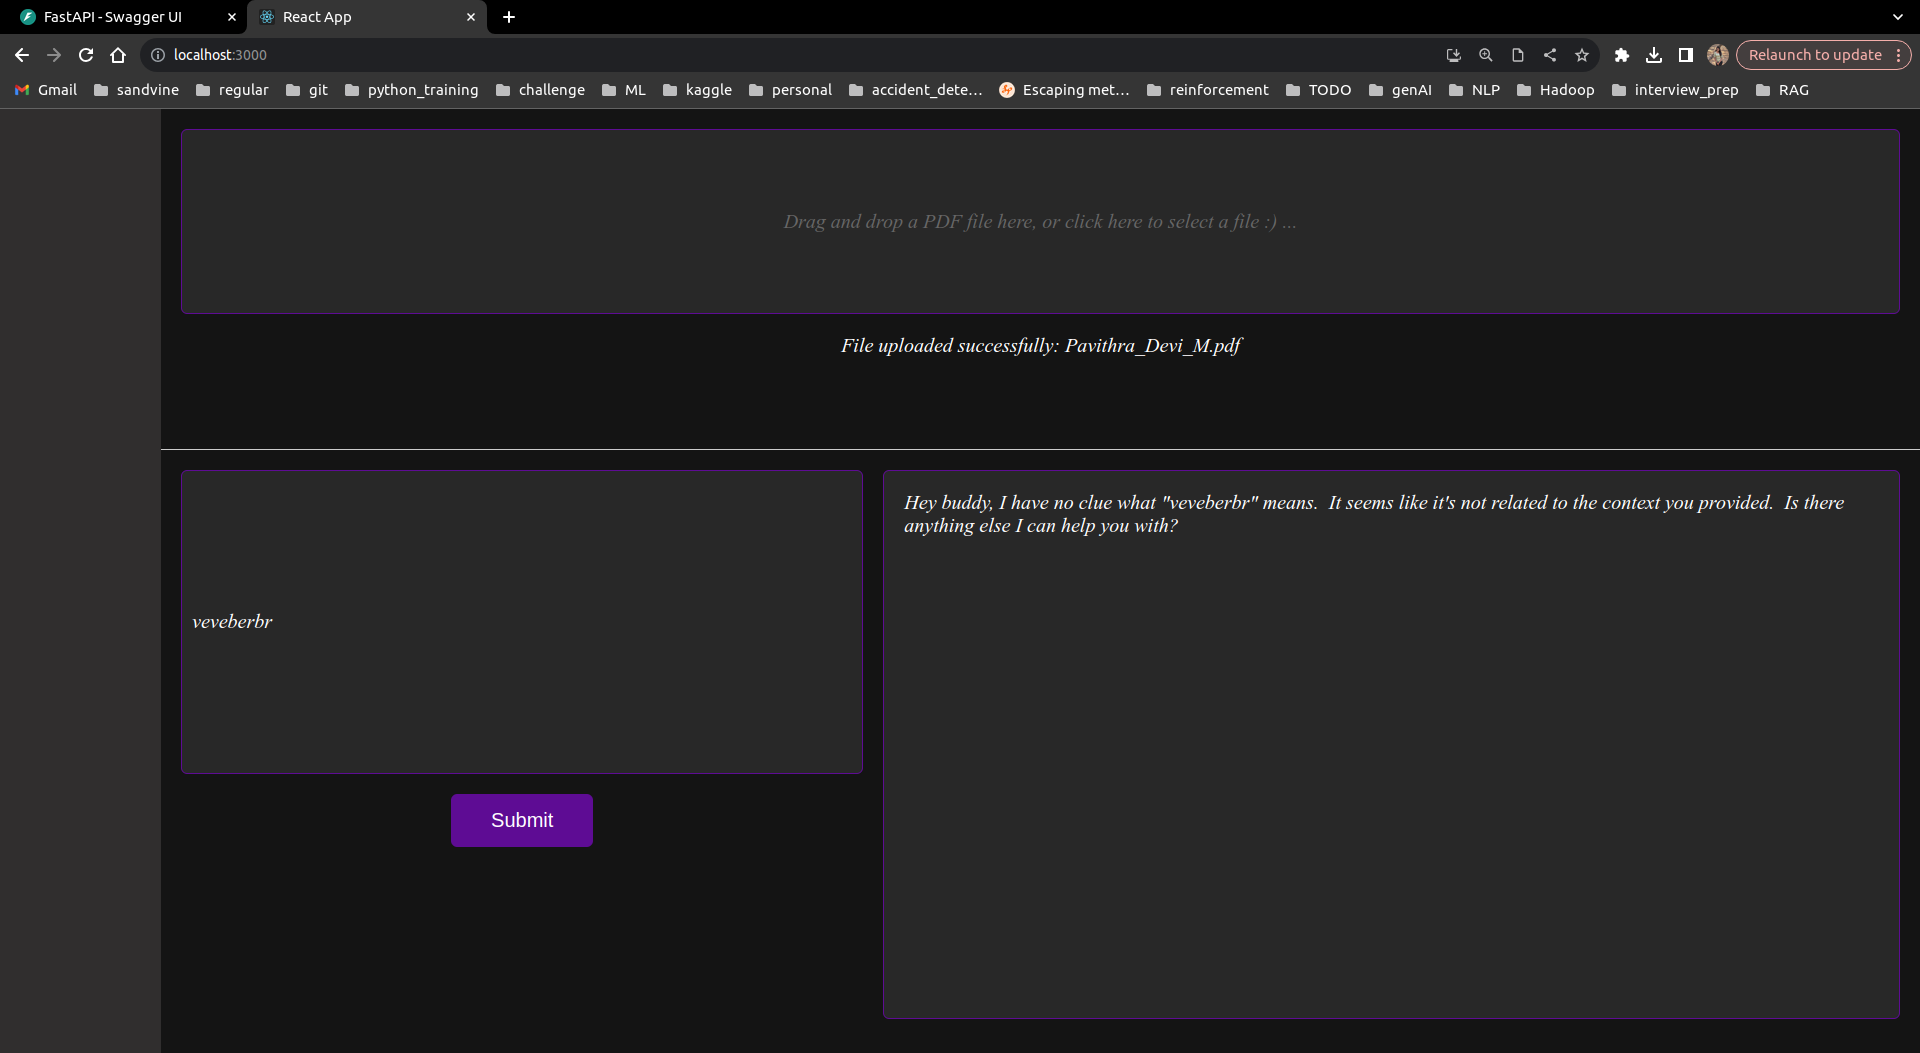 FastAPI - Swagger UI
React App
localhost:3000
Relaunch to update
Gmail sandvine regular git python_training challenge ML kaggle personal accident_dete... Escaping met... reinforcement TODO genAI NLP Hadoop interview_prep RAG
Drag and drop a PDF file here, or click here to select a file :) ...
File uploaded successfully: Pavithra_Devi_M.pdf
veveberbr
Submit
Hey buddy, I have no clue what "veveberbr" means.  It seems like it's not related to the context you provided.  Is there
anything else I can help you with?